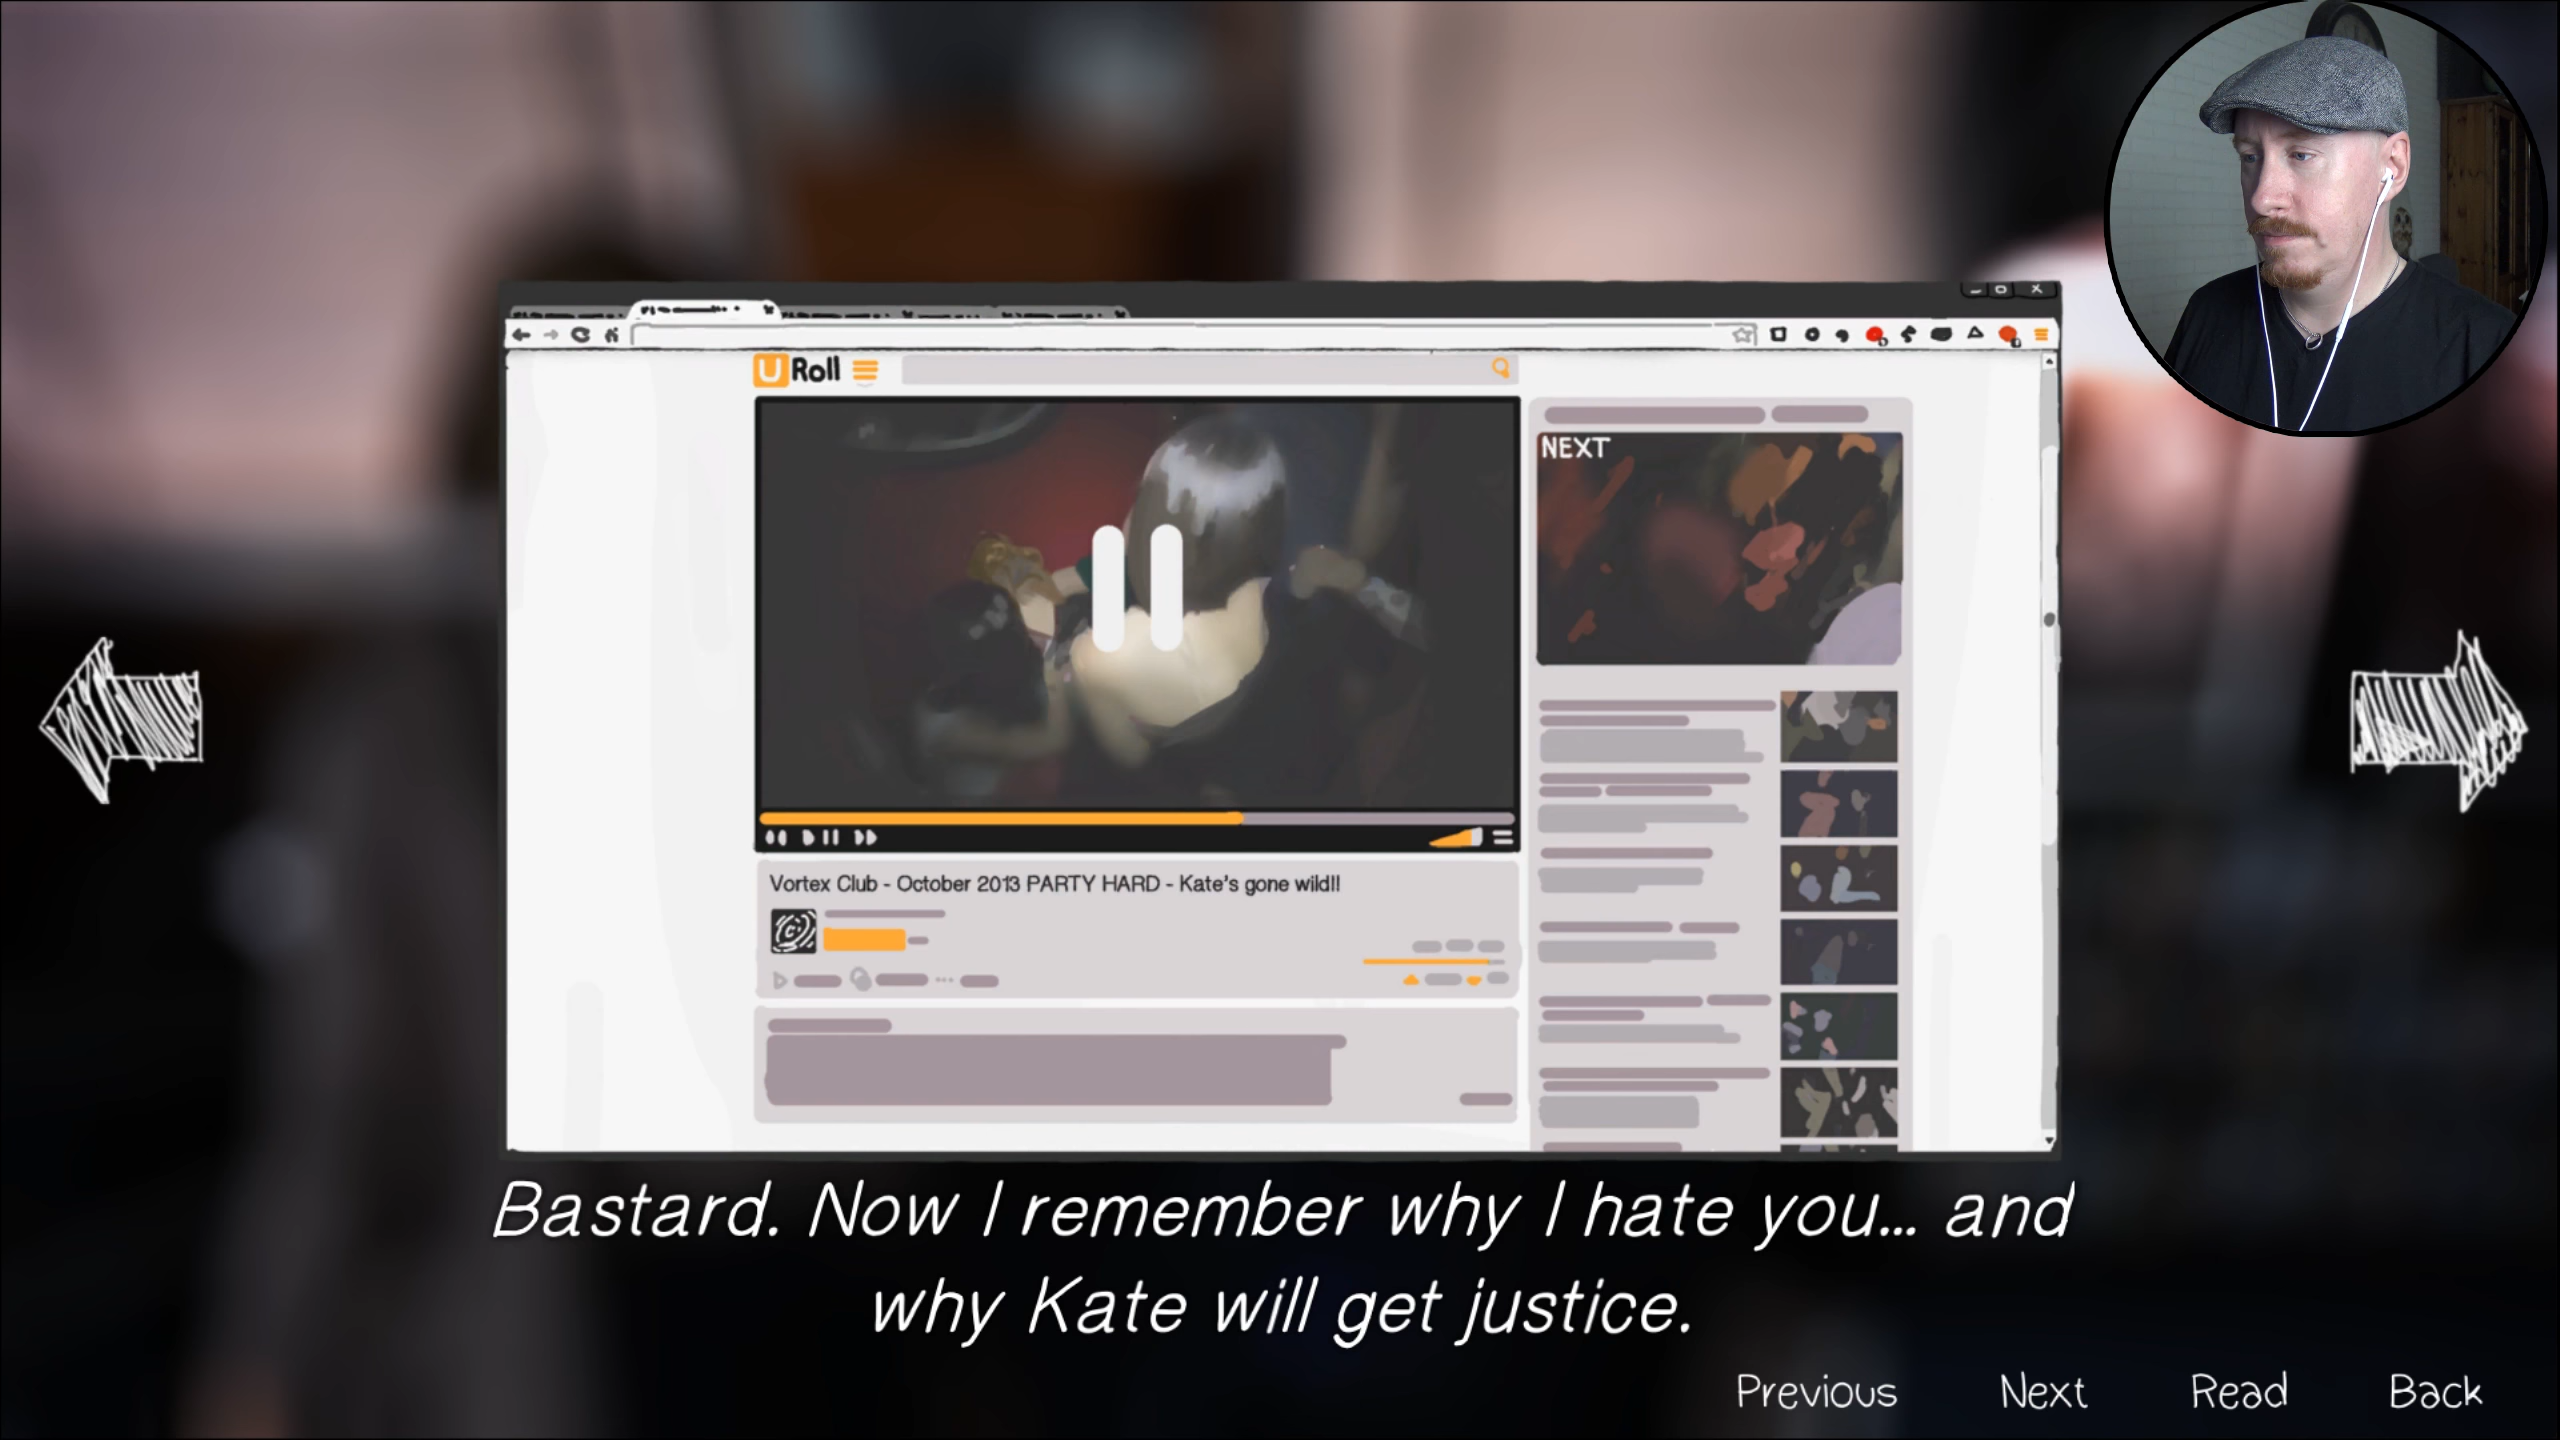 U Roll
NEXT
Vortex Club - October 2013 PARTY HARD - Kate's gone wild!!
Bastard. Now I remember why I hate you... and
why Kate will get justice.
Previous Next Read Back